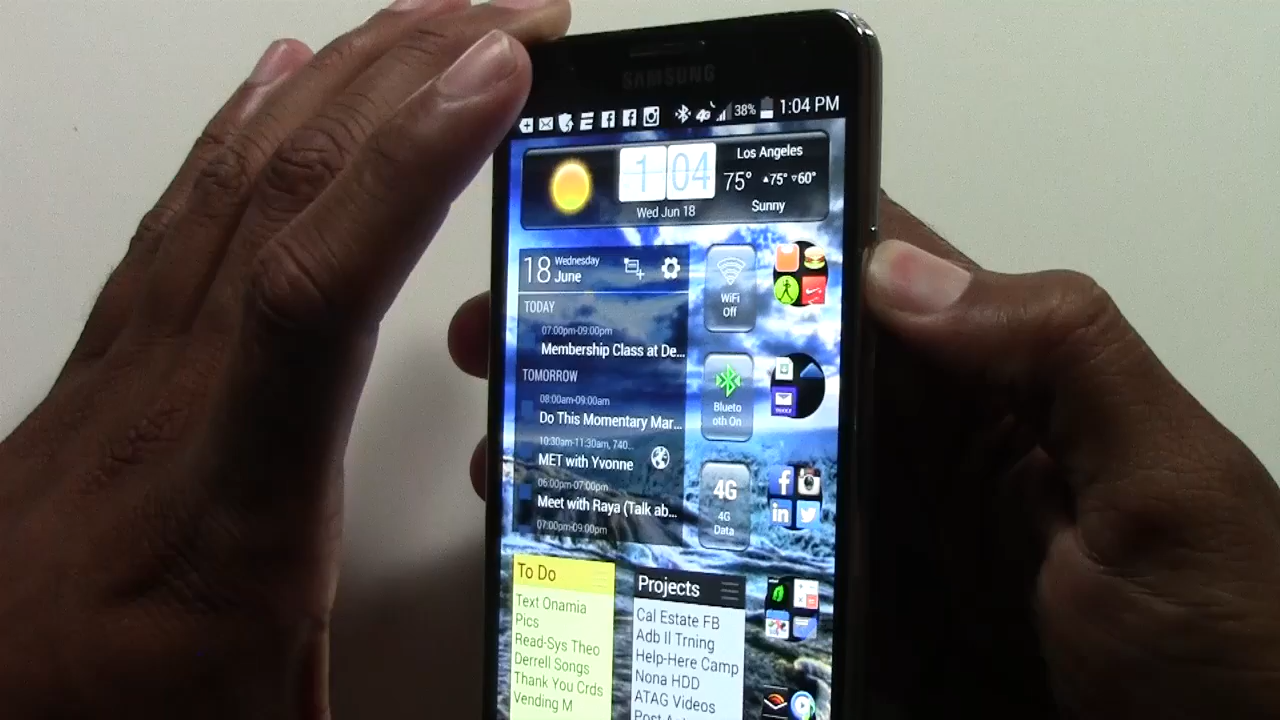 SAMSUNG
38% 1:04 PM
1 04
Los Angeles
75° ▲75° ▽60°
Wed Jun 18
Sunny
18 Wednesday
June
TODAY
07:00pm-09:00pm
Membership Class at De...
TOMORROW
08:00am-09:00am
Do This Momentary Mar...
10:30am-11:30am, 740...
MET with Yvonne
06:00pm-07:00pm
Meet with Raya (Talk ab...
07:00pm-09:00pm
WiFi
Off
Blueto
oth On
4G
4G
Data
To Do
Text Onamia
Pics
Read-Sys Theo
Derrell Songs
Thank You Crds
Vending M
Projects
Cal Estate FB
Adb Il Trning
Help-Here Camp
Nona HDD
ATAG Videos